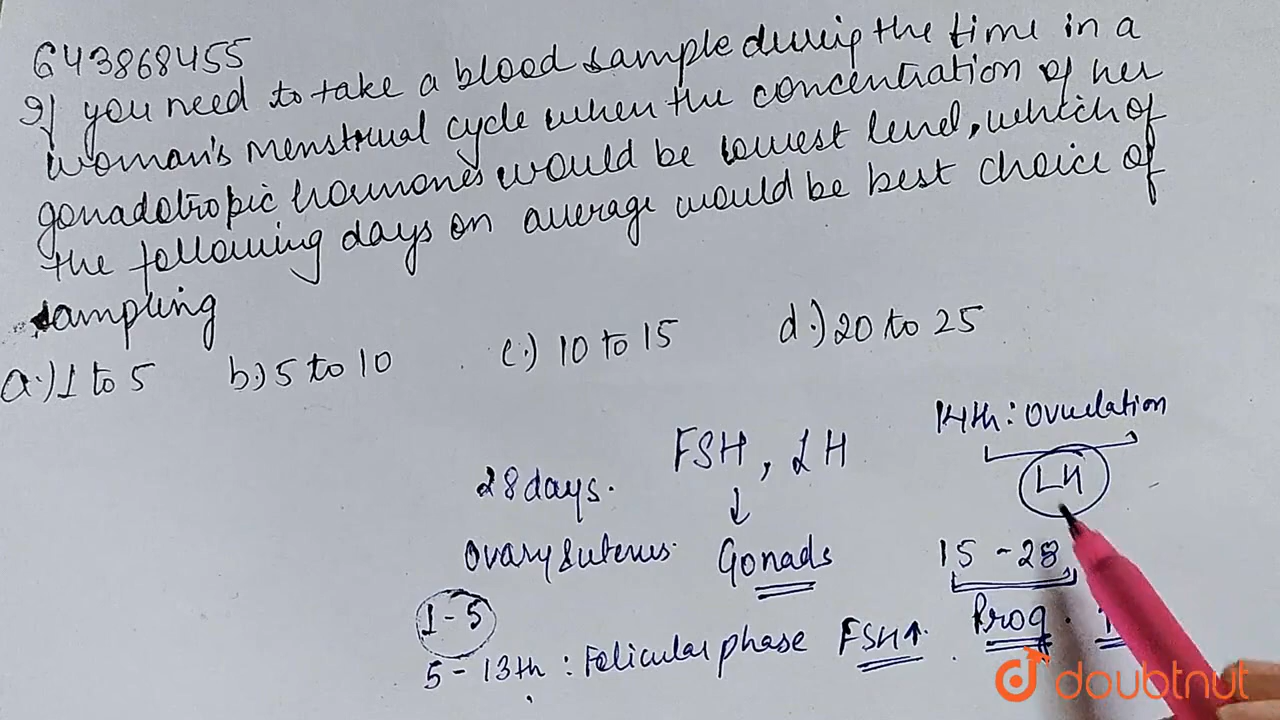 643868455
If you need to take a blood sample during the time in a
woman's menstrual cycle when the concentration of her
gonadotropic hormones would be lowest level, which of
the following days on average would be best choice of
sampling
a.) 1 to 5 b.) 5 to 10 c.) 10 to 15 d.) 20 to 25
14th : Ovulation
28 days. FSH, LH
LH
Ovary & uterus. Gonads
15 - 28
1-5
Prog.
5 - 13th : Folicular phase FSH↑.
doubtnut